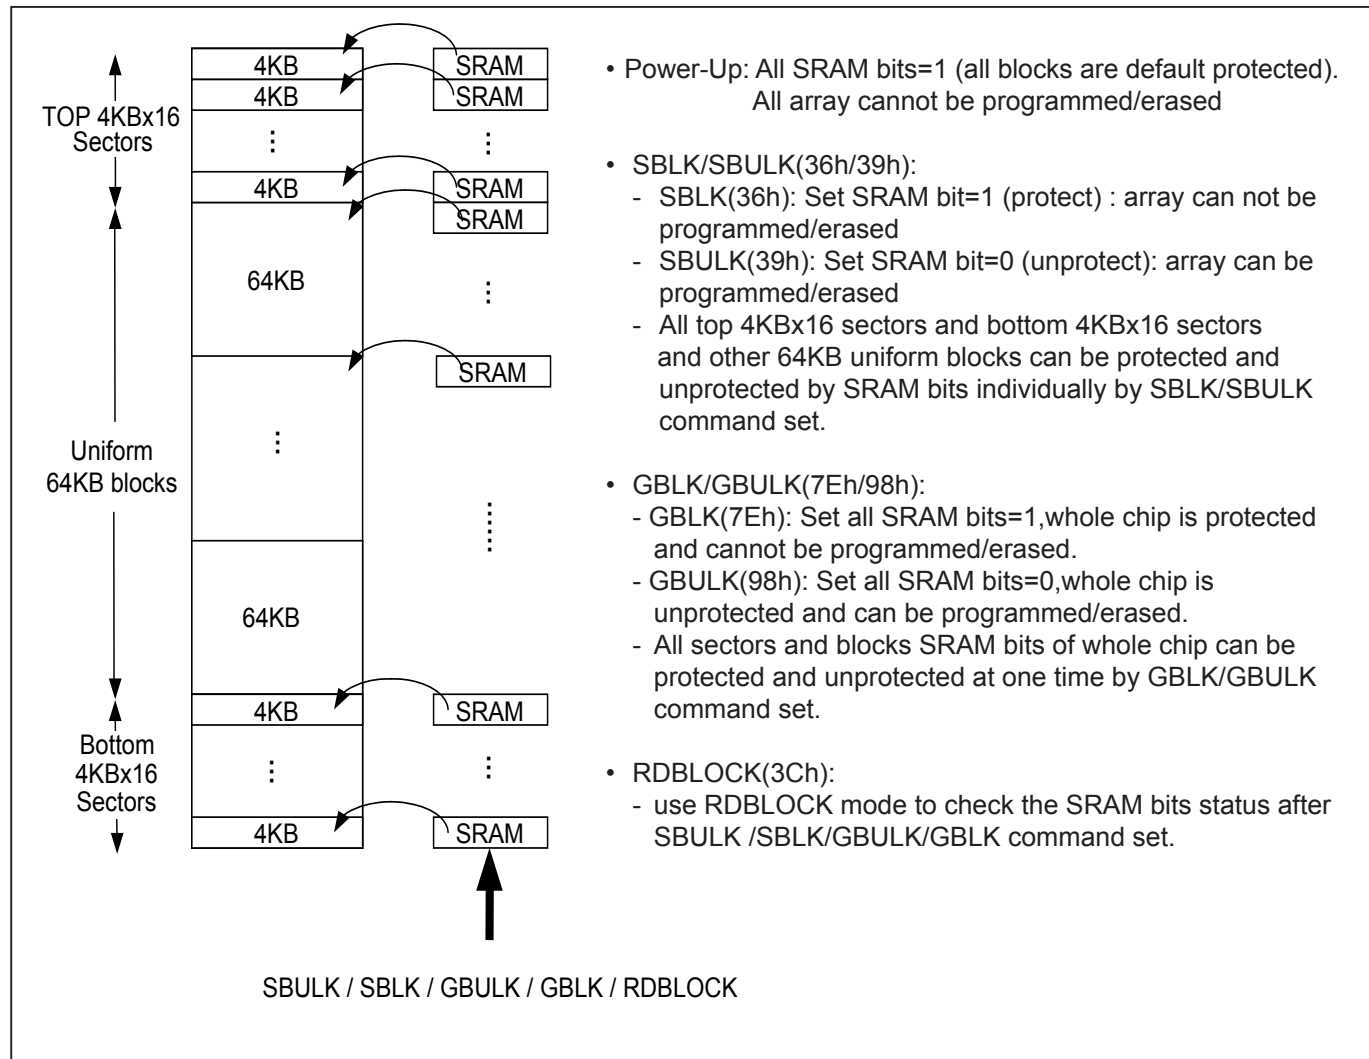 4KB
SRAM
4KB
SRAM
TOP 4KBx16
Sectors
4KB
SRAM
SRAM
64KB
SRAM
Uniform
64KB blocks
64KB
4KB
SRAM
Bottom
4KBx16
Sectors
4KB
SRAM
SBULK / SBLK / GBULK / GBLK / RDBLOCK
• Power-Up: All SRAM bits=1 (all blocks are default protected).
All array cannot be programmed/erased
• SBLK/SBULK(36h/39h):
- SBLK(36h): Set SRAM bit=1 (protect) : array can not be
programmed/erased
- SBULK(39h): Set SRAM bit=0 (unprotect): array can be
programmed/erased
- All top 4KBx16 sectors and bottom 4KBx16 sectors
and other 64KB uniform blocks can be protected and
unprotected by SRAM bits individually by SBLK/SBULK
command set.
• GBLK/GBULK(7Eh/98h):
- GBLK(7Eh): Set all SRAM bits=1,whole chip is protected
and cannot be programmed/erased.
- GBULK(98h): Set all SRAM bits=0,whole chip is
unprotected and can be programmed/erased.
- All sectors and blocks SRAM bits of whole chip can be
protected and unprotected at one time by GBLK/GBULK
command set.
• RDBLOCK(3Ch):
- use RDBLOCK mode to check the SRAM bits status after
SBULK /SBLK/GBULK/GBLK command set.